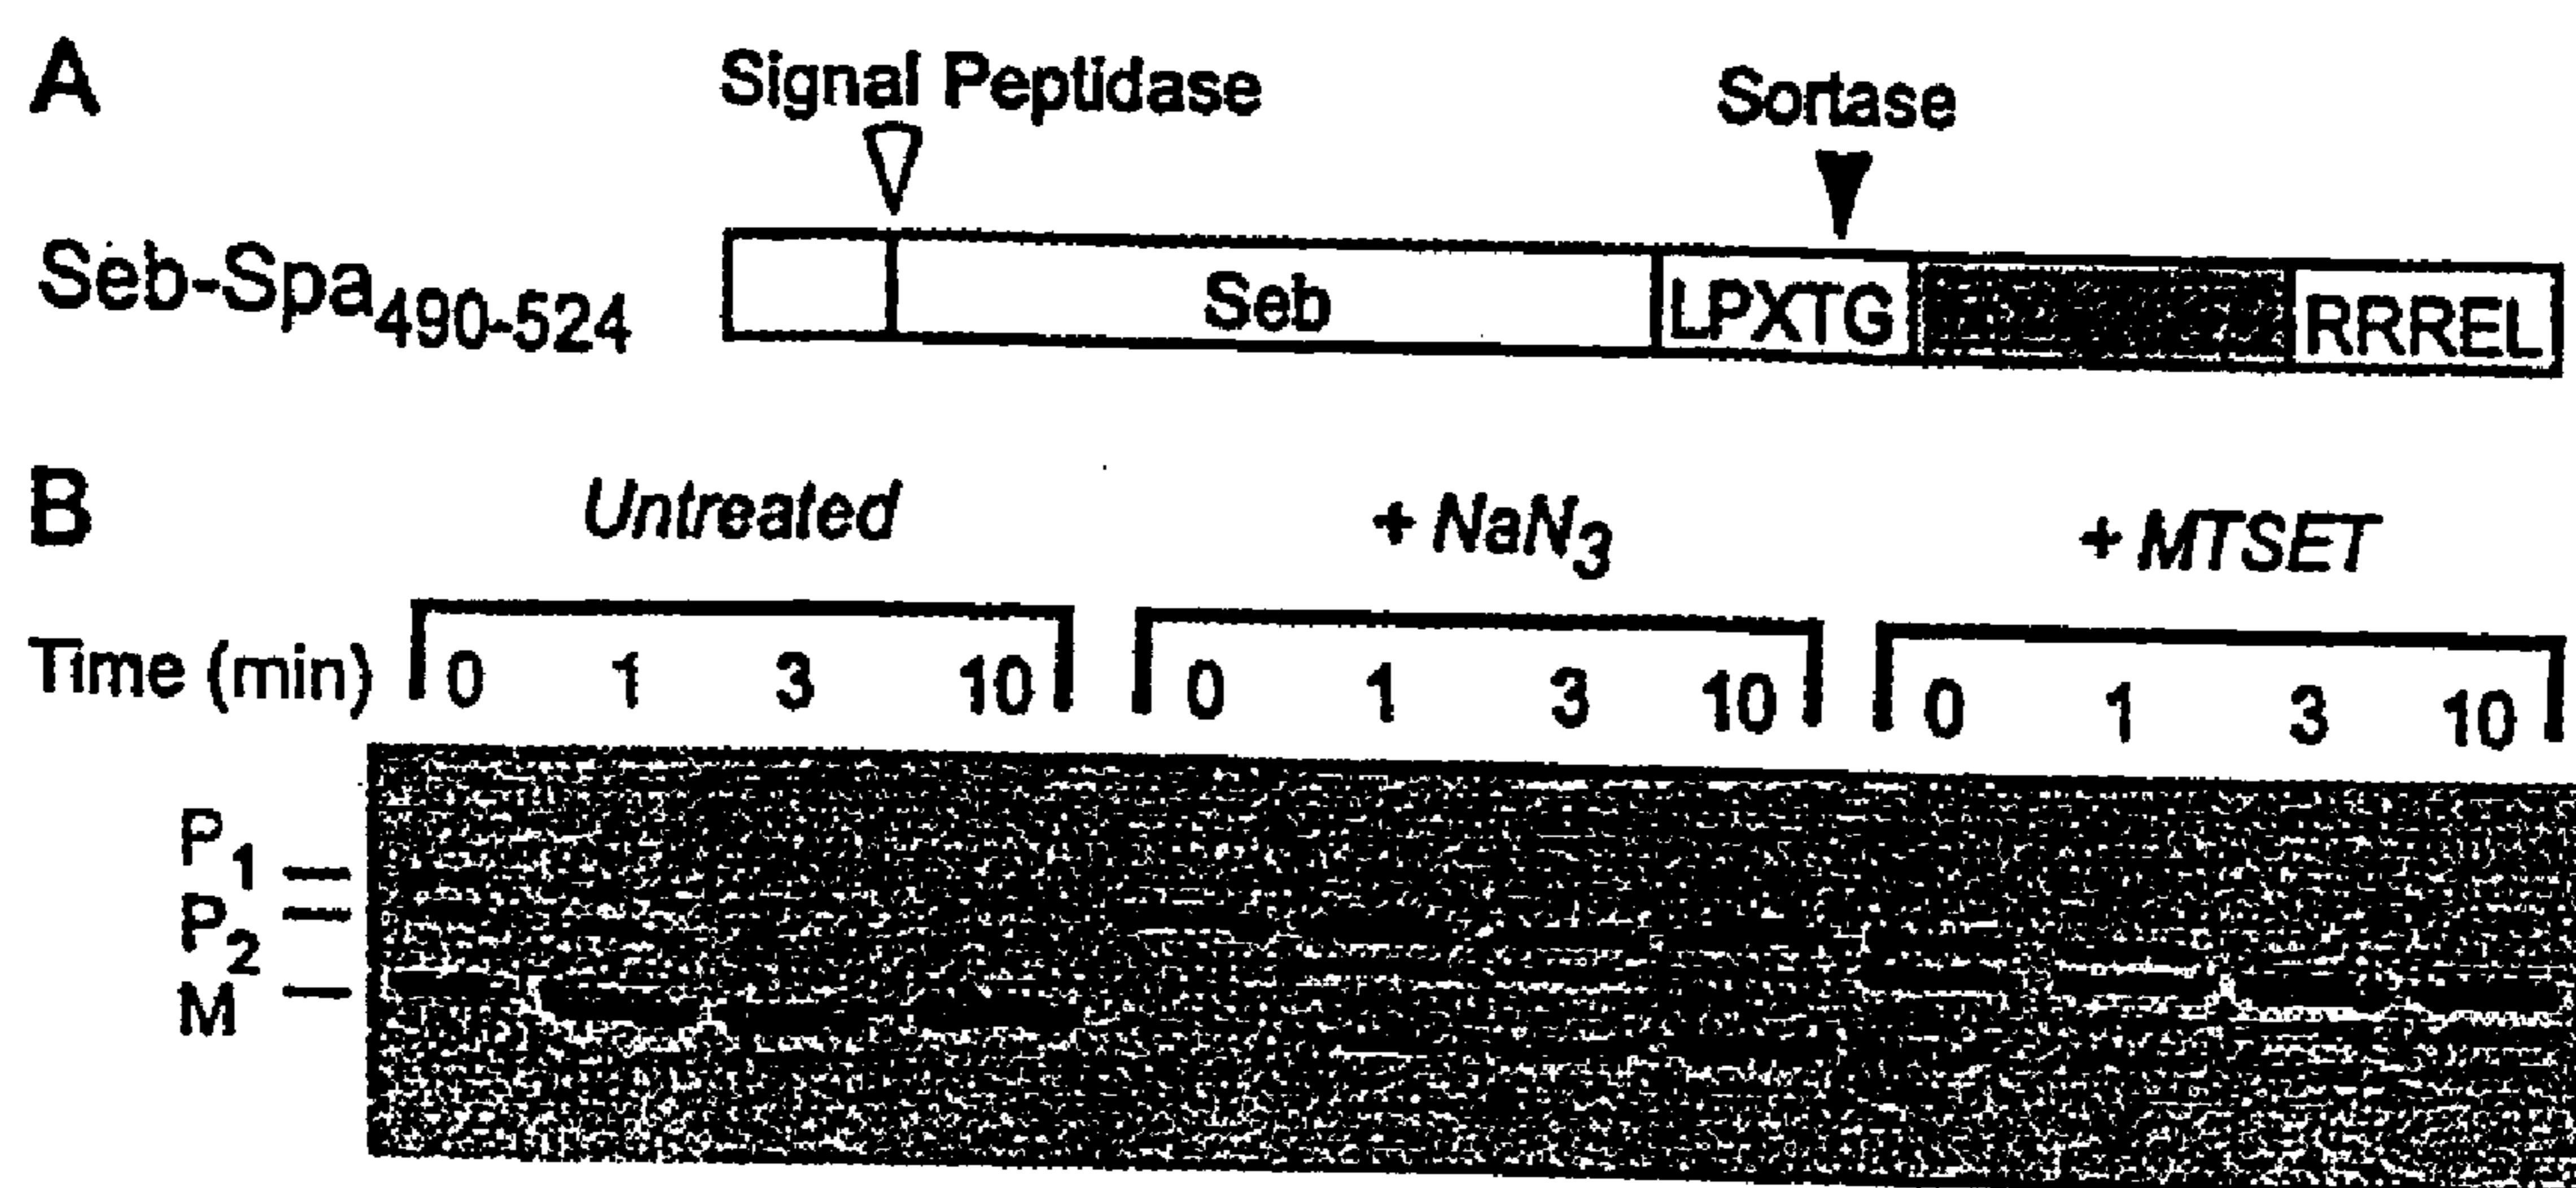 A
Signal Peptidase
Sortase
Seb-Spa490-524
Seb
LPXTG
RRREL
B
Untreated
+ NaN3
+ MTSET
Time (min) 0 1 3 10 0 1 3 10 0 1 3 10
P1
P2
M